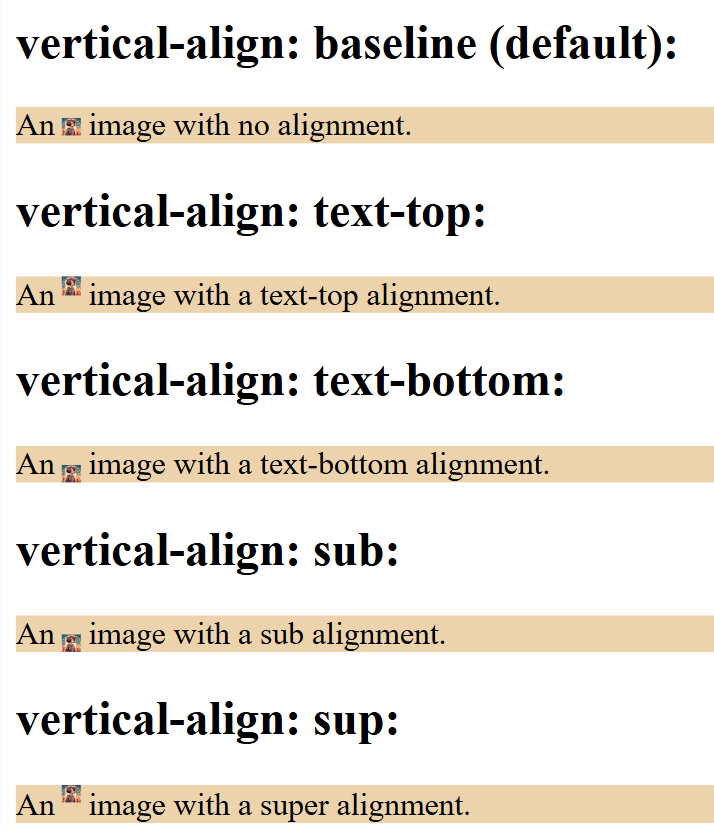 vertical-align: baseline (default):
An image with no alignment.
vertical-align: text-top:
An image with a text-top alignment.
vertical-align: text-bottom:
An image with a text-bottom alignment.
vertical-align: sub:
An image with a sub alignment.
vertical-align: sup:
An image with a super alignment.